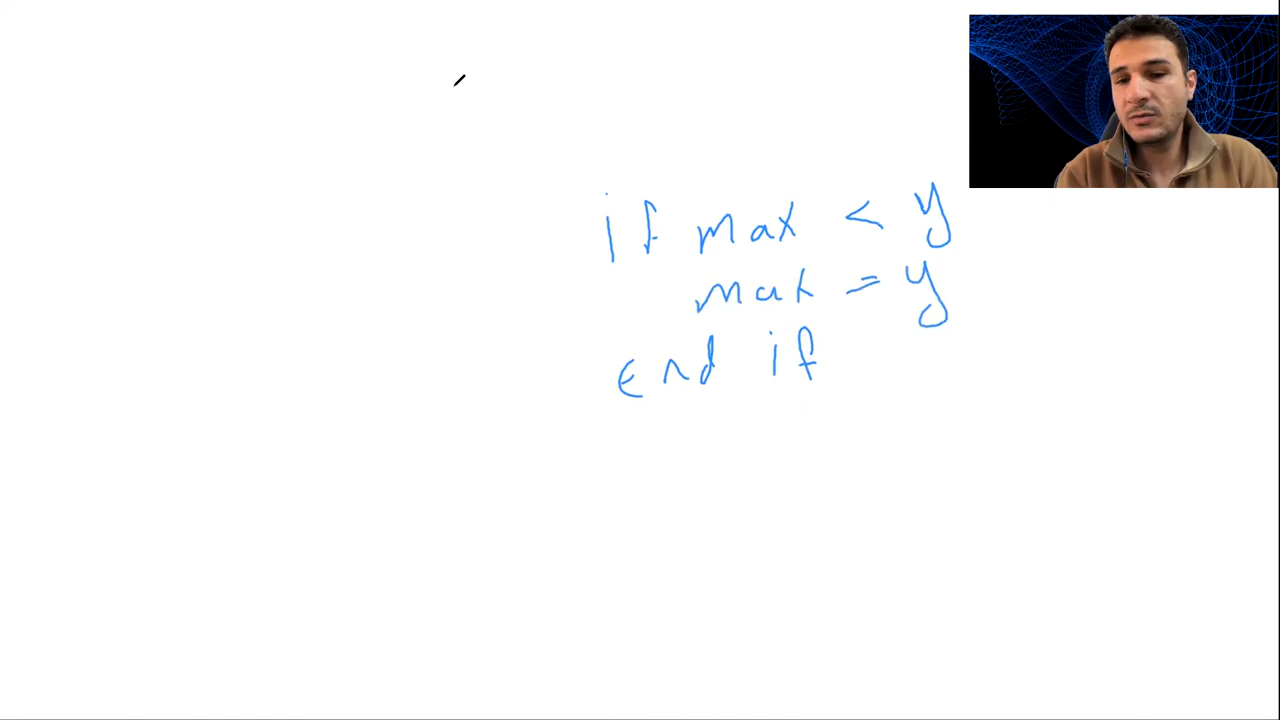 if max < y
max = y
end if